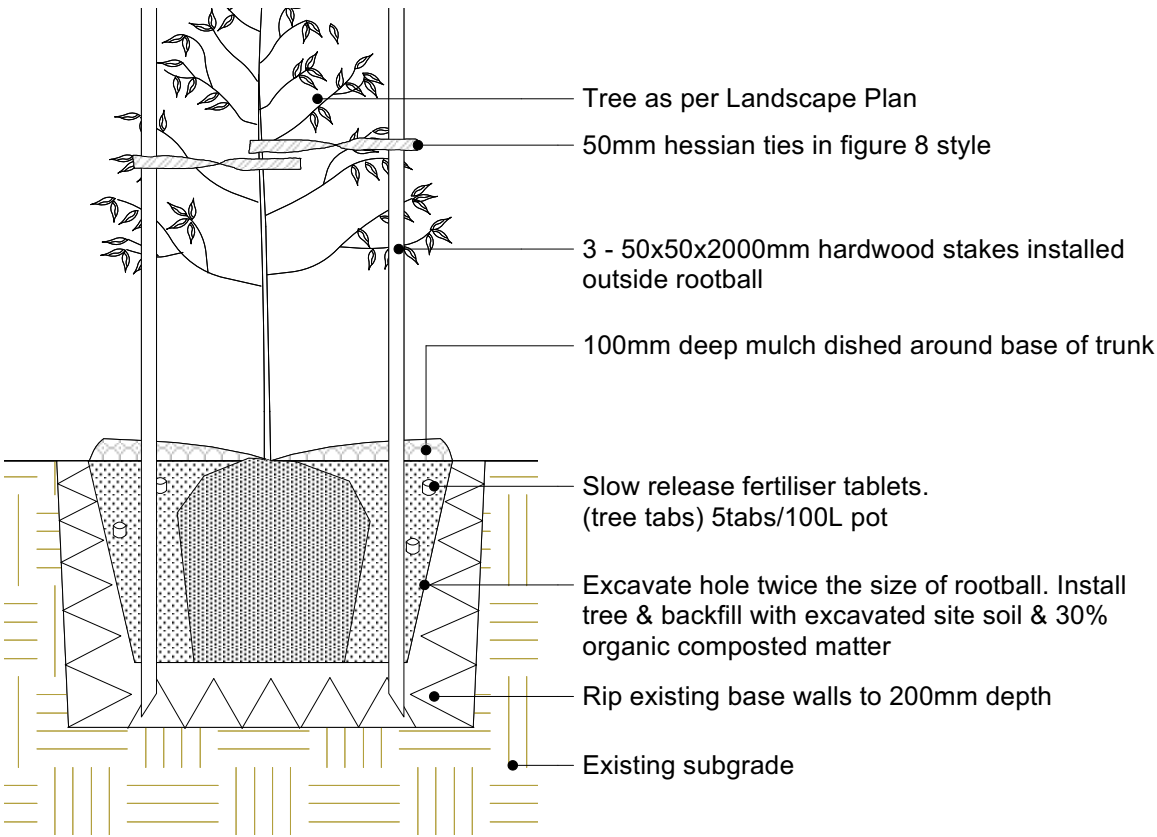 Tree as per Landscape Plan
50mm hessian ties in figure 8 style
3 - 50x50x2000mm hardwood stakes installed
outside rootball
100mm deep mulch dished around base of trunk
Slow release fertiliser tablets.
(tree tabs) 5tabs/100L pot
Excavate hole twice the size of rootball. Install
tree & backfill with excavated site soil & 30%
organic composted matter
Rip existing base walls to 200mm depth
Existing subgrade